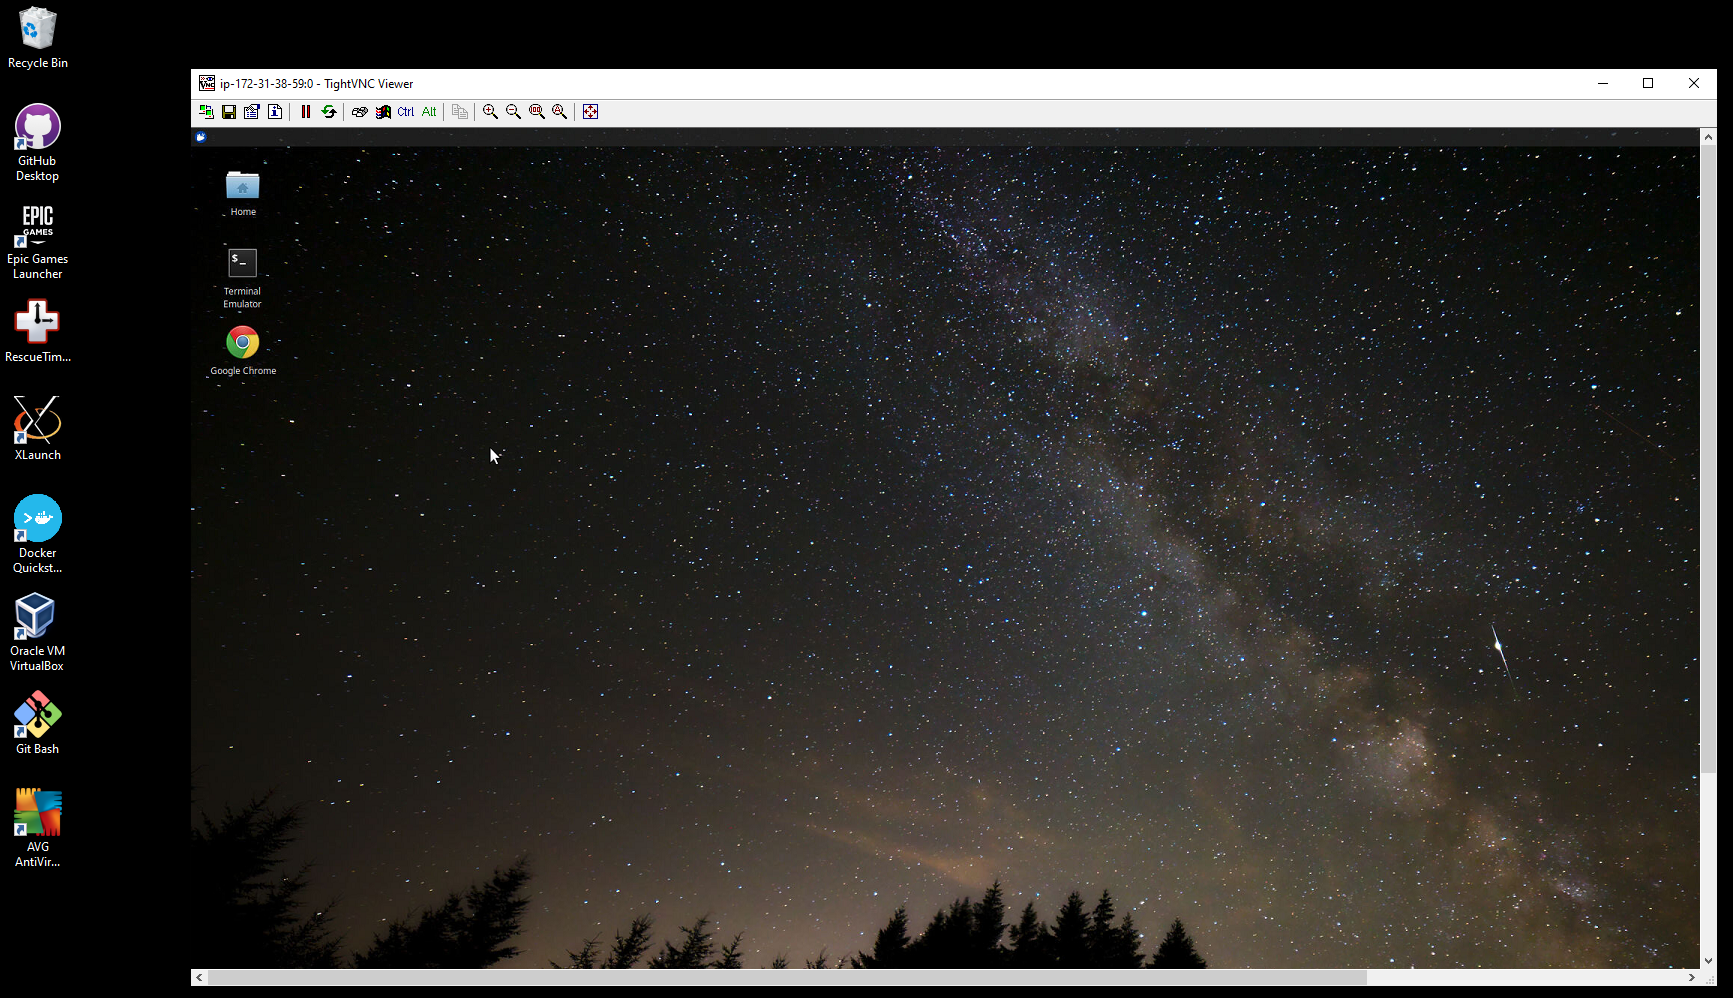 Recycle Bin
GitHub
Desktop
EPIC
GAMES
Epic Games
Launcher
RescueTim...
XLaunch
Docker
Quickst...
Oracle VM
VirtualBox
Git Bash
AVG
AntiVir...
ip-172-31-38-59:0 - TightVNC Viewer
Ctrl Alt
Home
$_
Terminal
Emulator
Google Chrome